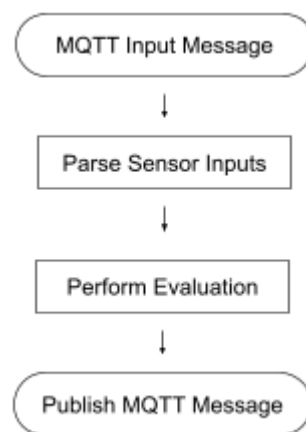 MQTT Input Message
Parse Sensor Inputs
Perform Evaluation
Publish MQTT Message